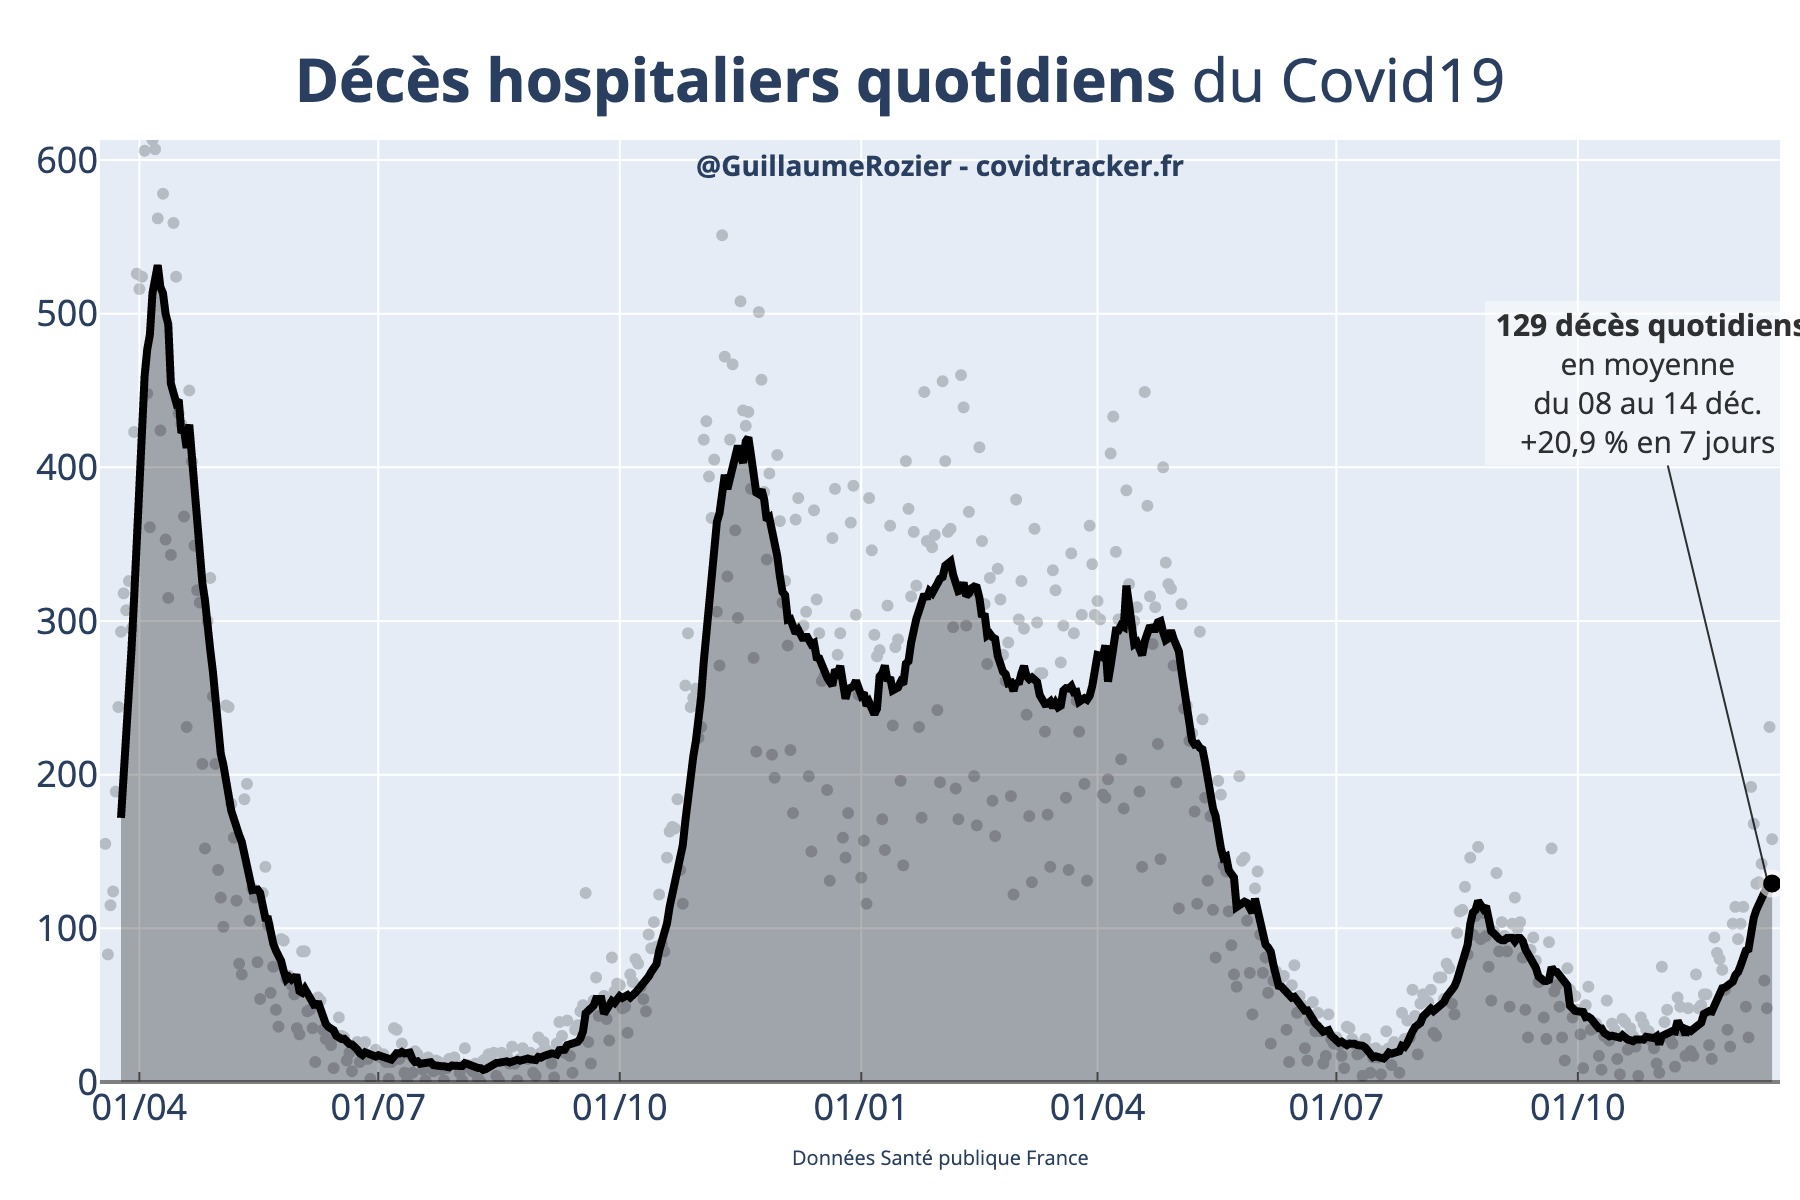 Décès hospitaliers quotidiens du Covid19
@GuillaumeRozier - covidtracker.fr
600
500
400
300
200
100
0
129 décès quotidiens
en moyenne
du 08 au 14 déc.
+20,9 % en 7 jours
01/04 01/07 01/10 01/01 01/04 01/07 01/10
Données Santé publique France